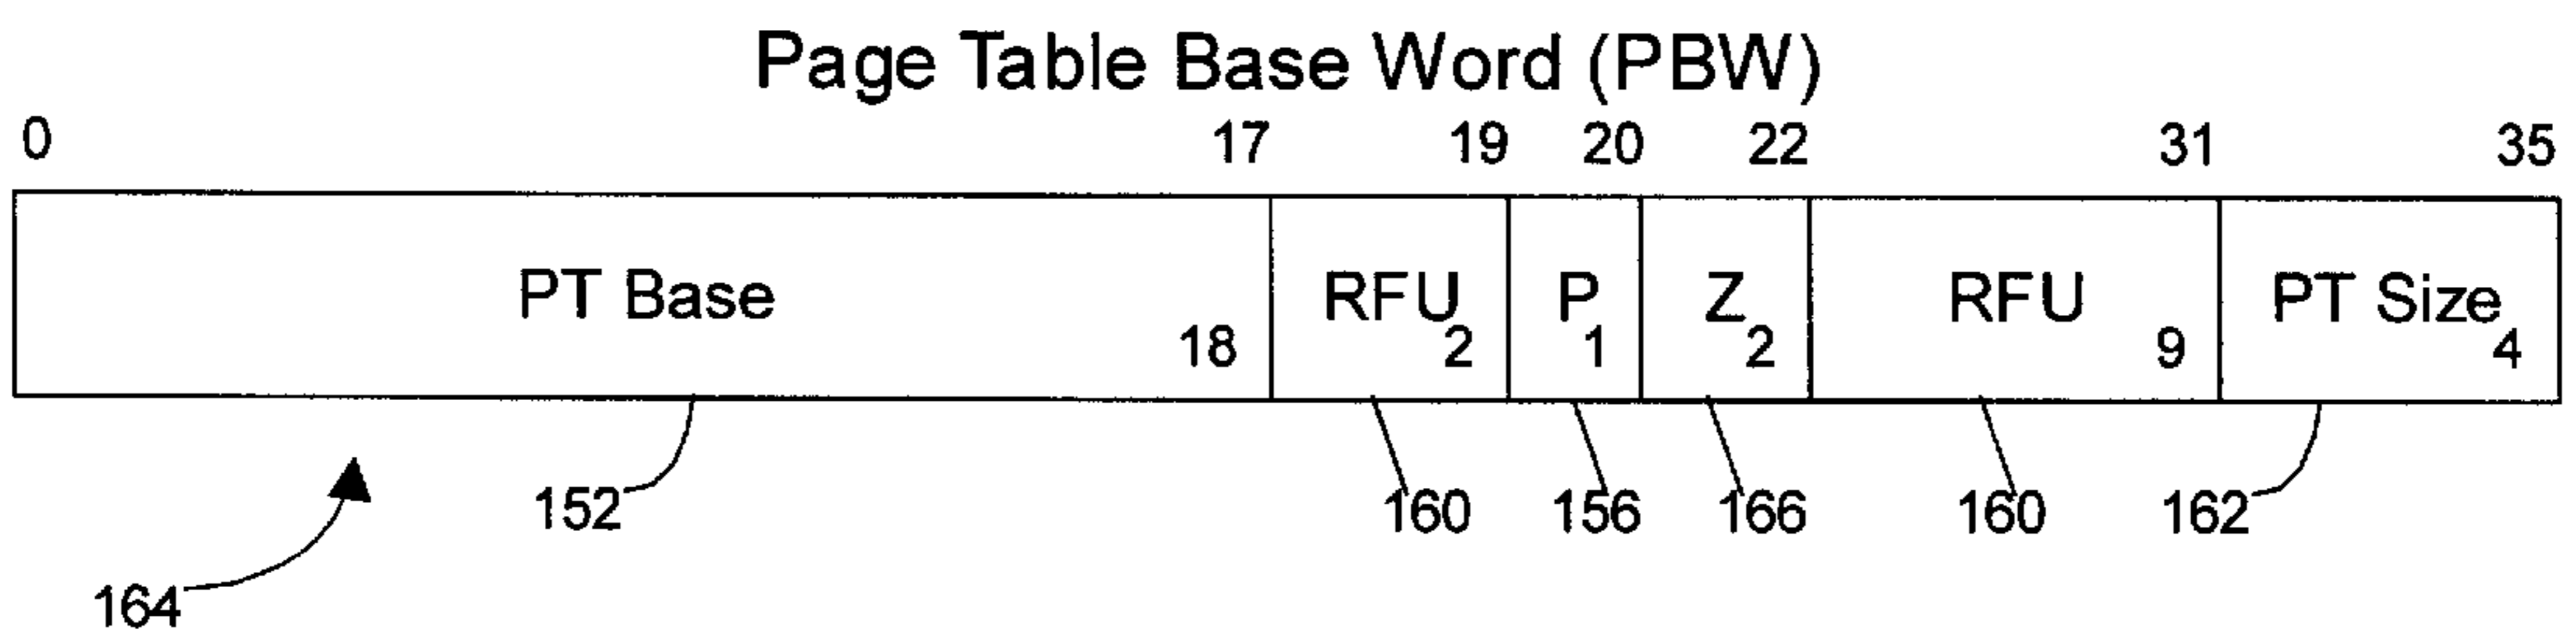 Page Table Base Word (PBW)
0 17 19 20 22 31 35
PT Base 18 RFU 2 P 1 Z 2 RFU 9 PT Size 4
152 160 156 166 160 162
164